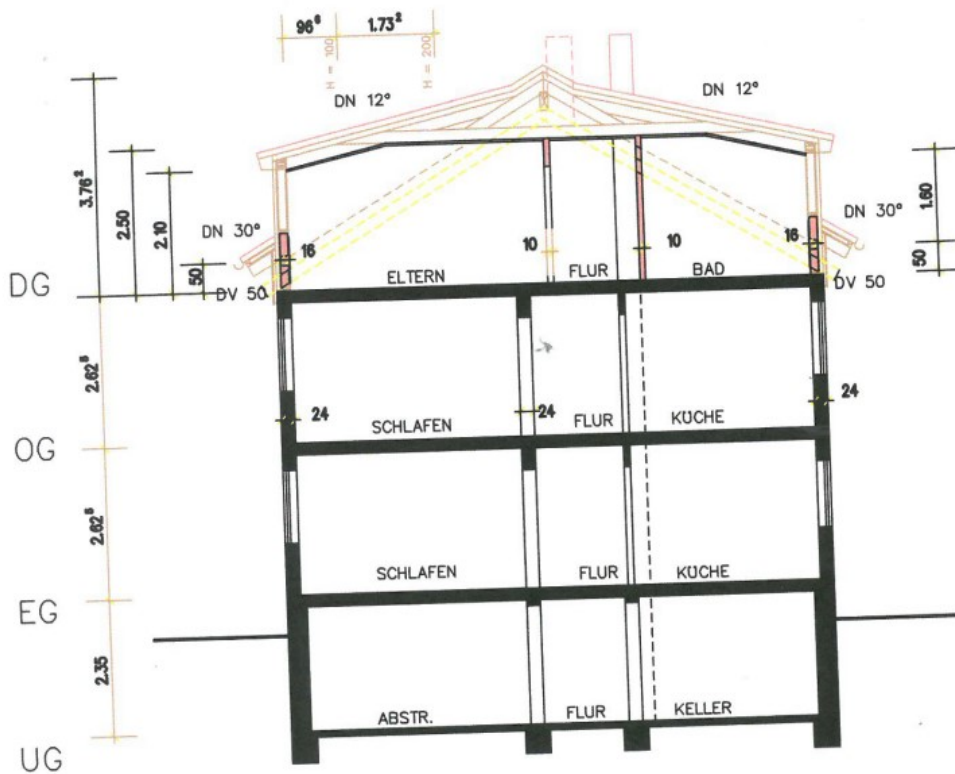 96⁶ 1.73²
H = 100 H = 200
DN 12° DN 12°
3.76² 2.50 2.10 50
DN 30° DN 30°
1.60 50
16 10 10 16
DG DV 50 ELTERN FLUR BAD DV 50
2.62⁵
24 24 24
OG SCHLAFEN FLUR KÜCHE
2.62⁵
EG SCHLAFEN FLUR KÜCHE
2.35
UG ABSTR. FLUR KELLER